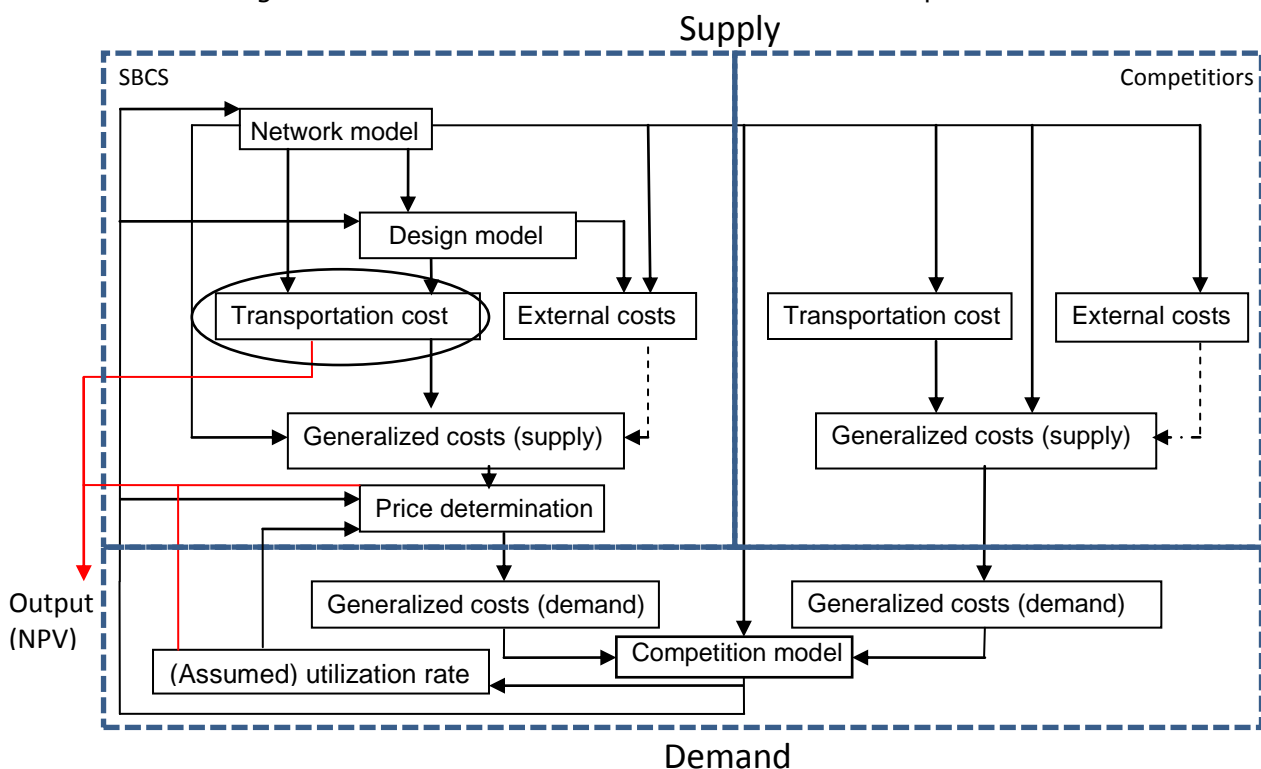 Supply
SBCS
Competitiors
Network model
Design model
Transportation cost
External costs
Transportation cost
External costs
Generalized costs (supply)
Generalized costs (supply)
Price determination
Output
(NPV)
Generalized costs (demand)
Generalized costs (demand)
Competition model
(Assumed) utilization rate
Demand